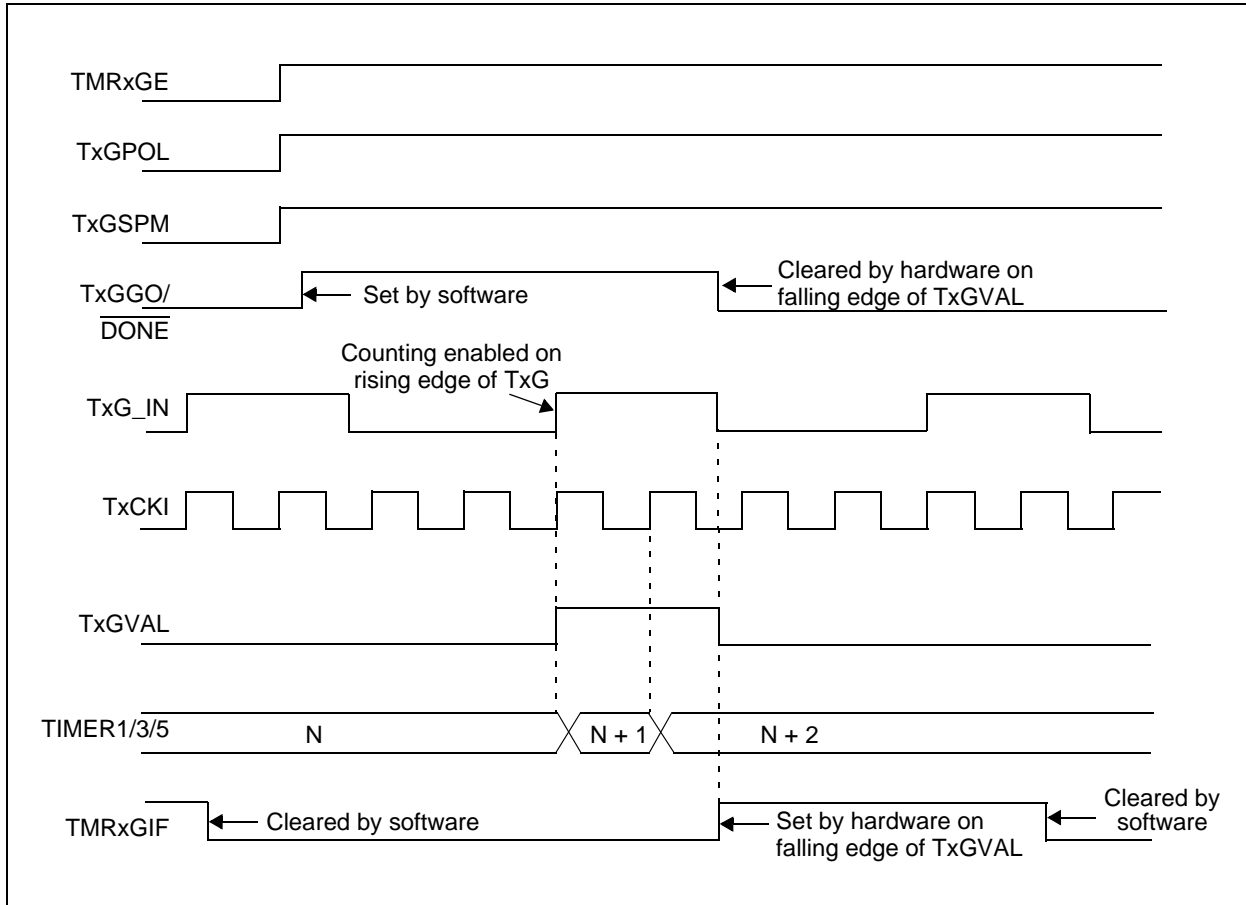 TMRxGE
TxGPOL
TxGSPM
TxGGO/
DONE
Set by software
Cleared by hardware on
falling edge of TxGVAL
Counting enabled on
rising edge of TxG
TxG_IN
TxCKI
TxGVAL
TIMER1/3/5
N
N + 1
N + 2
TMRxGIF
Cleared by software
Set by hardware on
falling edge of TxGVAL
Cleared by
software